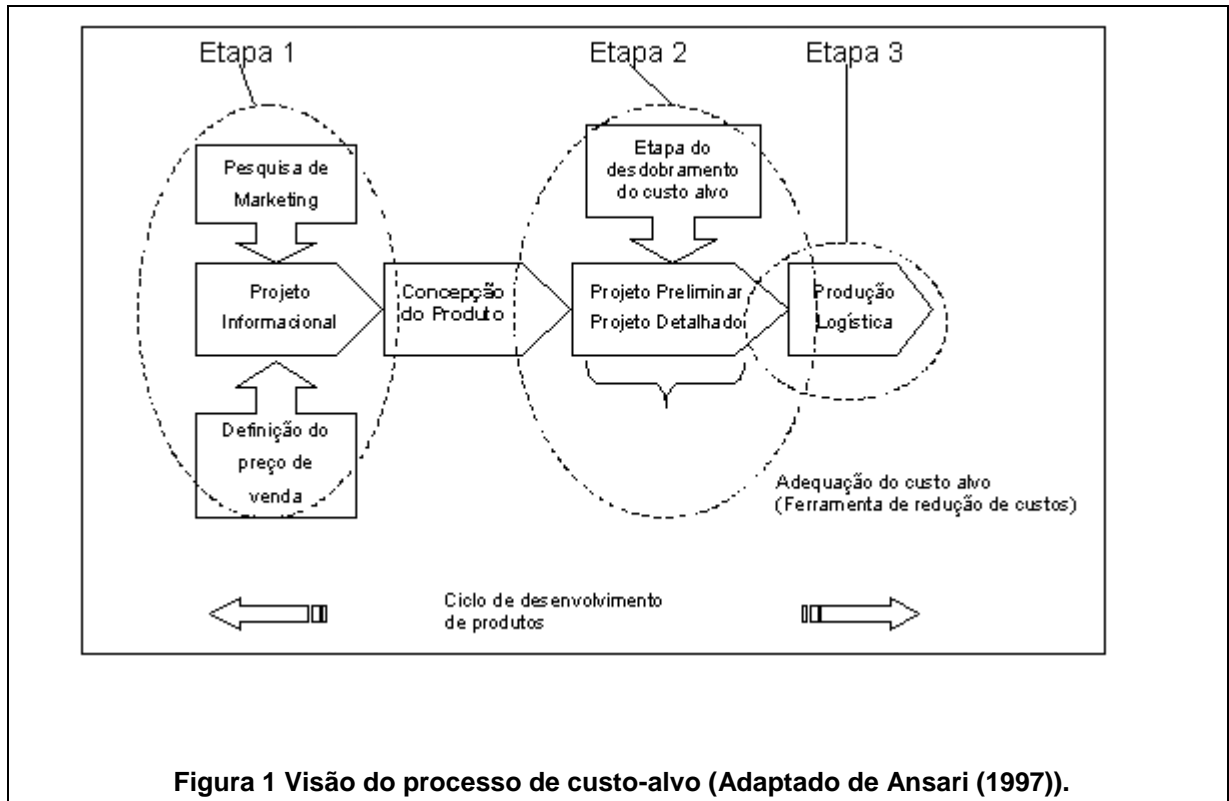 Etapa 1
Etapa 2
Etapa 3
Pesquisa de
Marketing
Etapa do
desdobramento
do custo alvo
Projeto
Informacional
Concepção
do Produto
Projeto Preliminar
Projeto Detalhado
Produção
Logística
Definição do
preço de
venda
Adequação do custo alvo
(Ferramenta de redução de custos)
Ciclo de desenvolvimento
de produtos
Figura 1 Visão do processo de custo-alvo (Adaptado de Ansari (1997)).